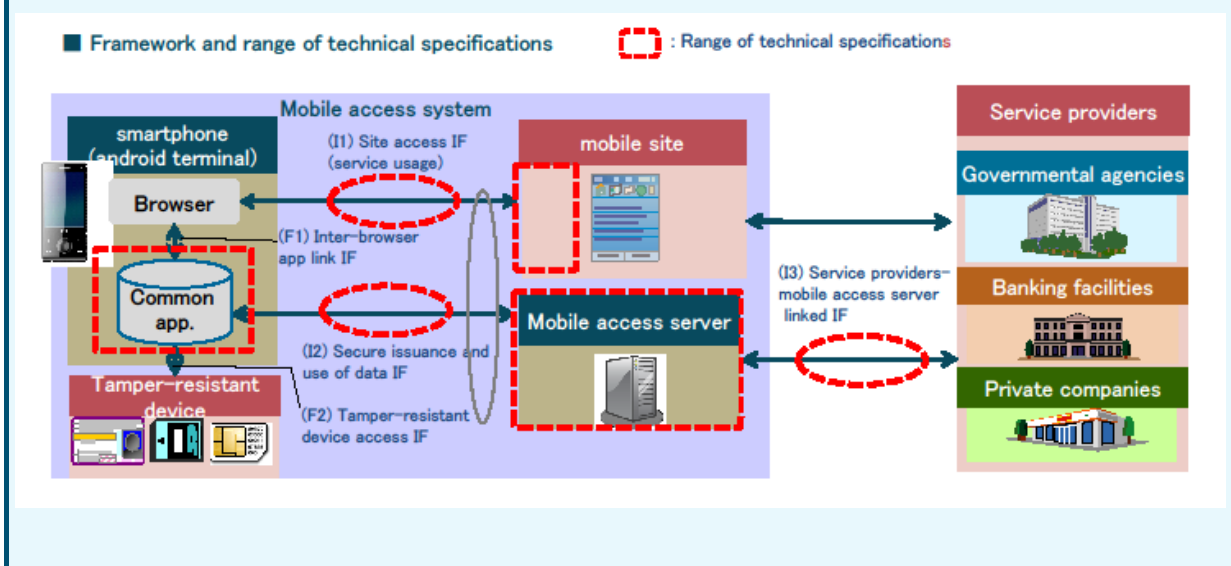 ■ Framework and range of technical specifications
: Range of technical specifications
Mobile access system
smartphone
(android terminal)
Browser
Common
app.
Tamper-resistant
device
(I1) Site access IF
(service usage)
(F1) Inter-browser
app link IF
(I2) Secure issuance and
use of data IF
(F2) Tamper-resistant
device access IF
mobile site
Mobile access server
(I3) Service providers-
mobile access server
linked IF
Service providers
Governmental agencies
Banking facilities
Private companies